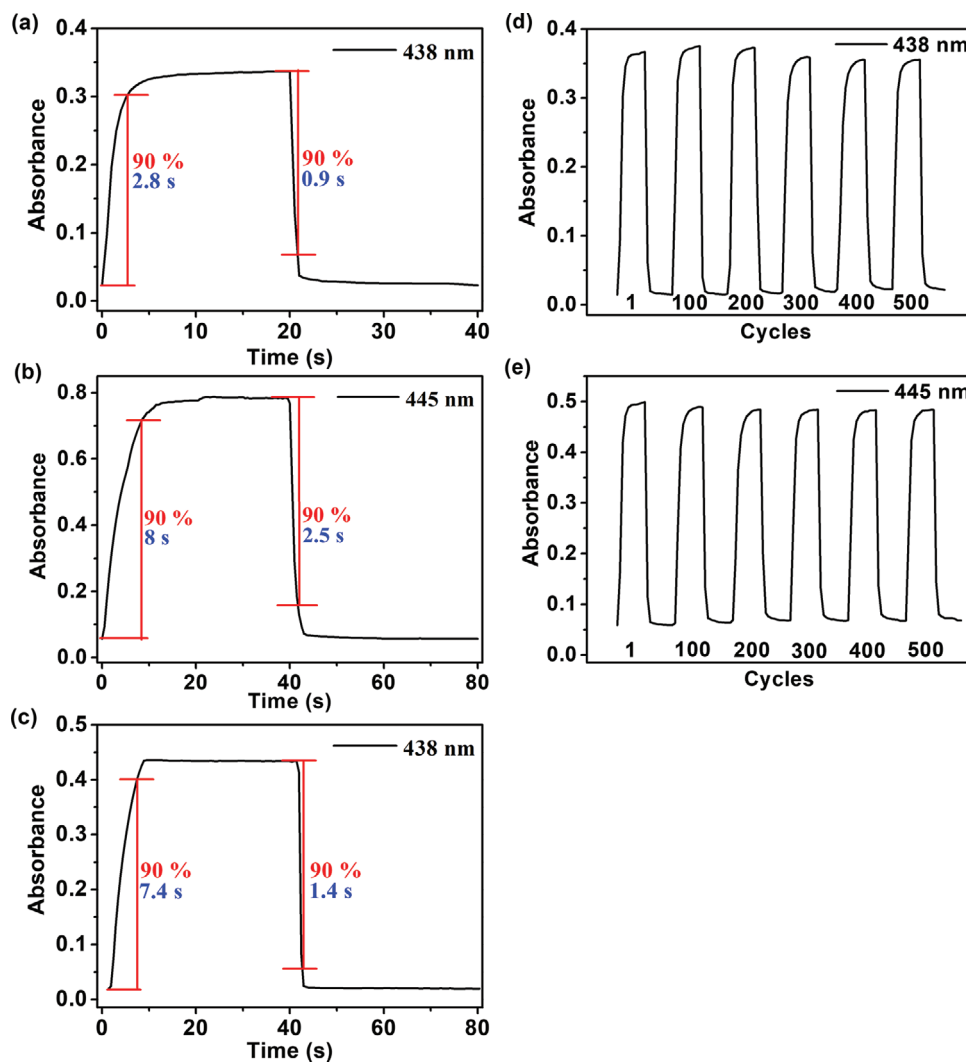 (a)
0.4
438 nm
0.3
90 %
2.8 s
90 %
0.9 s
0.2
0.1
0.0
0
10
20
30
40
Absorbance
Time (s)
(b)
0.8
445 nm
0.6
90 %
8 s
90 %
2.5 s
0.4
0.2
0.0
0
20
40
60
80
Absorbance
Time (s)
(c)
0.5
438 nm
0.4
0.3
90 %
7.4 s
90 %
1.4 s
0.2
0.1
0.0
0
20
40
60
80
Absorbance
Time (s)
(d)
0.4
438 nm
0.3
0.2
0.1
0.0
1
100
200
300
400
500
Absorbance
Cycles
(e)
445 nm
0.5
0.4
0.3
0.2
0.1
0.0
1
100
200
300
400
500
Absorbance
Cycles